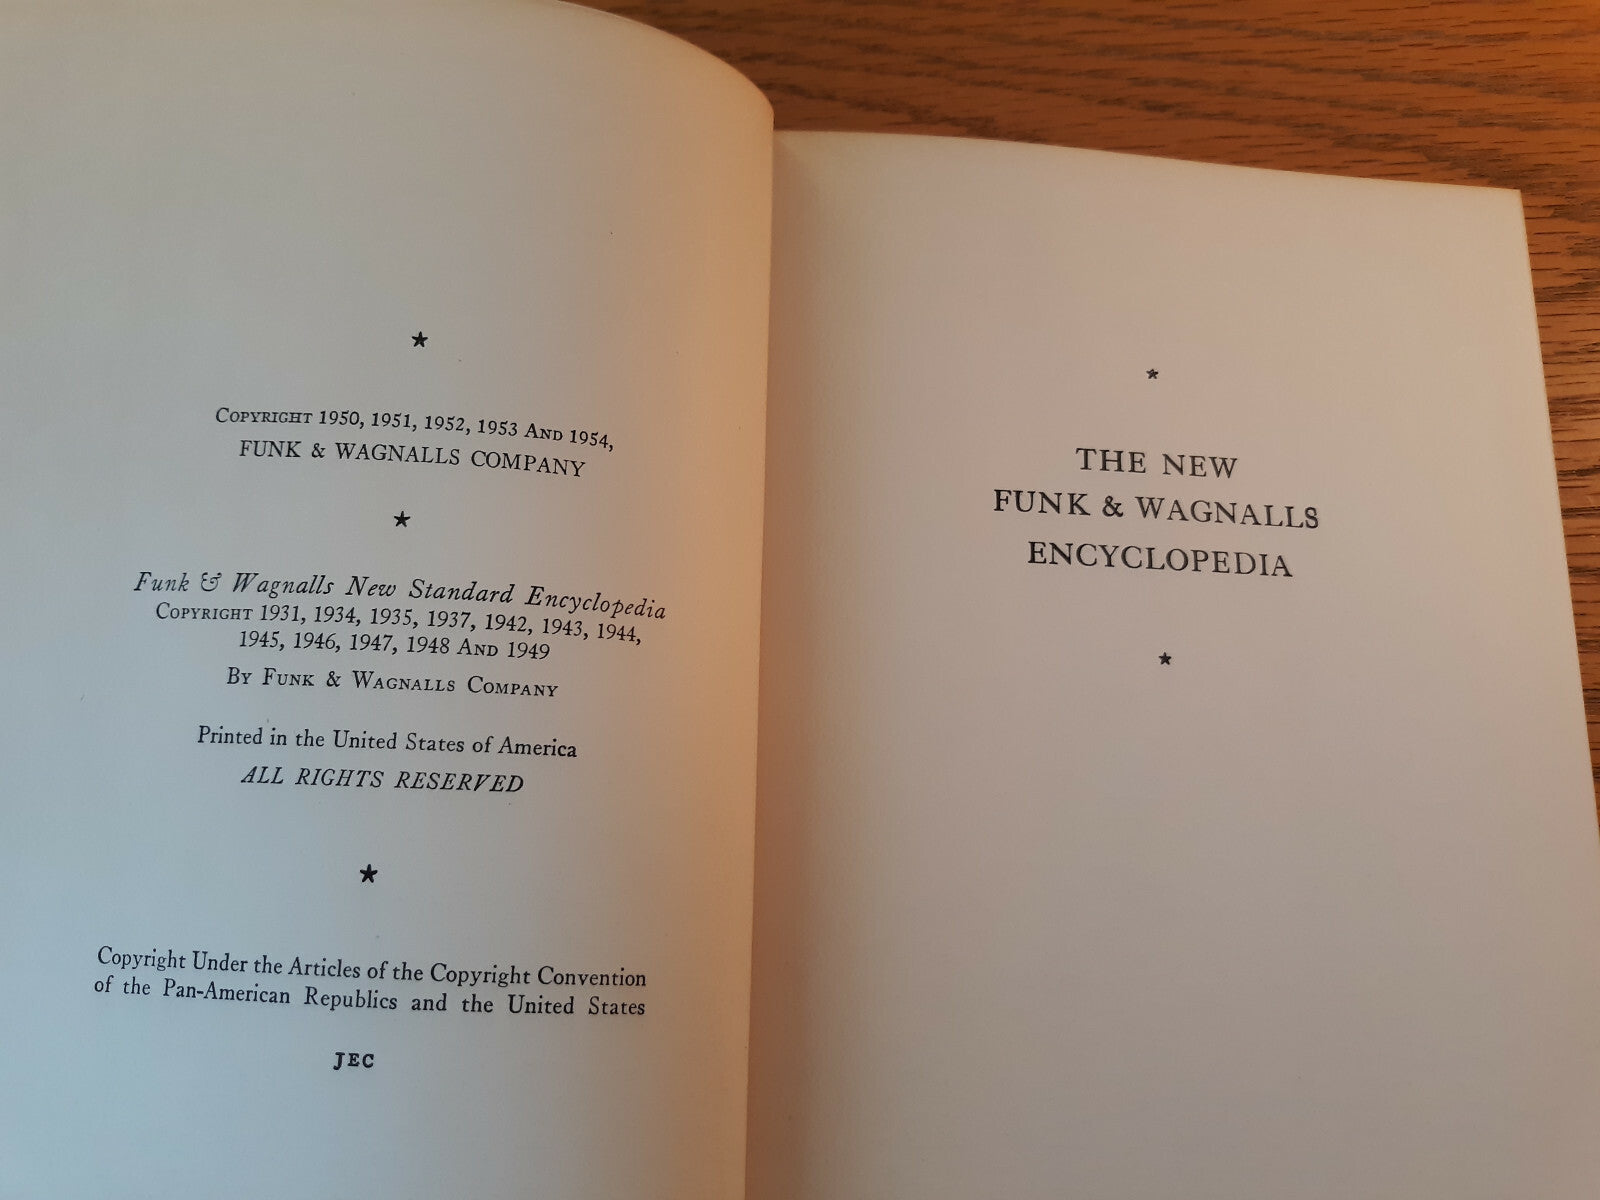 ★
COPYRIGHT 1950, 1951, 1952, 1953 AND 1954,
FUNK & WAGNALLS COMPANY
★
Funk & Wagnalls New Standard Encyclopedia
COPYRIGHT 1931, 1934, 1935, 1937, 1942, 1943, 1944,
1945, 1946, 1947, 1948 AND 1949
BY FUNK & WAGNALLS COMPANY
Printed in the United States of America
ALL RIGHTS RESERVED
★
Copyright Under the Articles of the Copyright Convention
of the Pan-American Republics and the United States
JEC
★
THE NEW
FUNK & WAGNALLS
ENCYCLOPEDIA
★